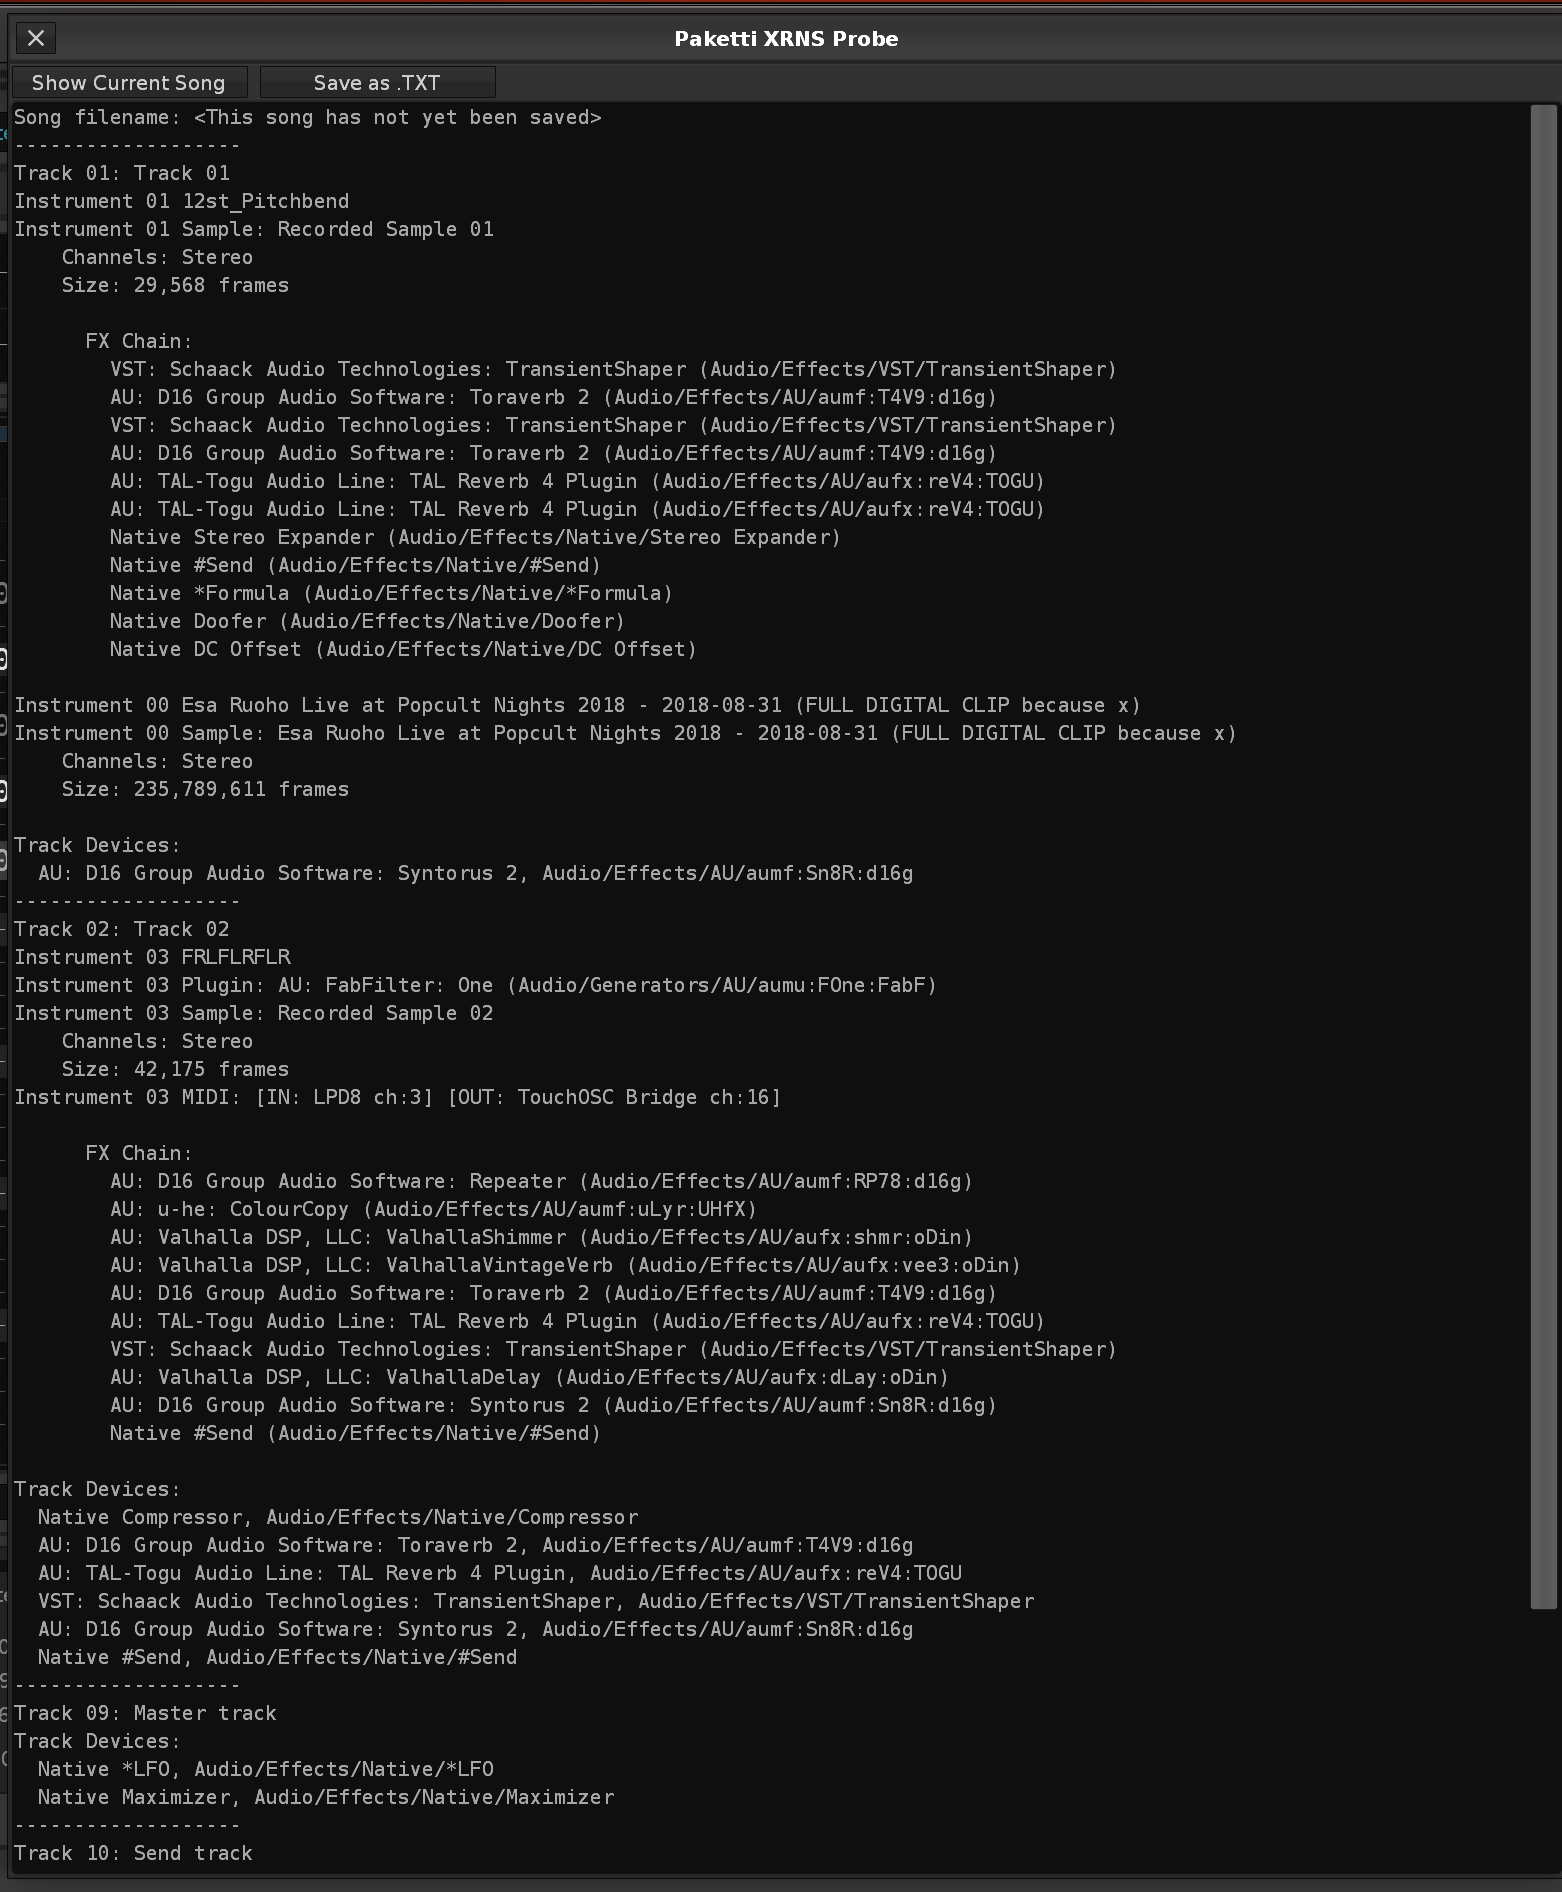 Paketti XRNS Probe
Show Current Song
Save as .TXT
Song filename: <This song has not yet been saved>
-------------------
Track 01: Track 01
Instrument 01 12st_Pitchbend
Instrument 01 Sample: Recorded Sample 01
    Channels: Stereo
    Size: 29,568 frames

      FX Chain:
        VST: Schaack Audio Technologies: TransientShaper (Audio/Effects/VST/TransientShaper)
        AU: D16 Group Audio Software: Toraverb 2 (Audio/Effects/AU/aumf:T4V9:d16g)
        VST: Schaack Audio Technologies: TransientShaper (Audio/Effects/VST/TransientShaper)
        AU: D16 Group Audio Software: Toraverb 2 (Audio/Effects/AU/aumf:T4V9:d16g)
        AU: TAL-Togu Audio Line: TAL Reverb 4 Plugin (Audio/Effects/AU/aufx:reV4:TOGU)
        AU: TAL-Togu Audio Line: TAL Reverb 4 Plugin (Audio/Effects/AU/aufx:reV4:TOGU)
        Native Stereo Expander (Audio/Effects/Native/Stereo Expander)
        Native #Send (Audio/Effects/Native/#Send)
        Native *Formula (Audio/Effects/Native/*Formula)
        Native Doofer (Audio/Effects/Native/Doofer)
        Native DC Offset (Audio/Effects/Native/DC Offset)

Instrument 00 Esa Ruoho Live at Popcult Nights 2018 - 2018-08-31 (FULL DIGITAL CLIP because x)
Instrument 00 Sample: Esa Ruoho Live at Popcult Nights 2018 - 2018-08-31 (FULL DIGITAL CLIP because x)
    Channels: Stereo
    Size: 235,789,611 frames

Track Devices:
  AU: D16 Group Audio Software: Syntorus 2, Audio/Effects/AU/aumf:Sn8R:d16g
-------------------
Track 02: Track 02
Instrument 03 FRLFLRFLR
Instrument 03 Plugin: AU: FabFilter: One (Audio/Generators/AU/aumu:FOne:FabF)
Instrument 03 Sample: Recorded Sample 02
    Channels: Stereo
    Size: 42,175 frames
Instrument 03 MIDI: [IN: LPD8 ch:3] [OUT: TouchOSC Bridge ch:16]

      FX Chain:
        AU: D16 Group Audio Software: Repeater (Audio/Effects/AU/aumf:RP78:d16g)
        AU: u-he: ColourCopy (Audio/Effects/AU/aumf:uLyr:UHfX)
        AU: Valhalla DSP, LLC: ValhallaShimmer (Audio/Effects/AU/aufx:shmr:oDin)
        AU: Valhalla DSP, LLC: ValhallaVintageVerb (Audio/Effects/AU/aufx:vee3:oDin)
        AU: D16 Group Audio Software: Toraverb 2 (Audio/Effects/AU/aumf:T4V9:d16g)
        AU: TAL-Togu Audio Line: TAL Reverb 4 Plugin (Audio/Effects/AU/aufx:reV4:TOGU)
        VST: Schaack Audio Technologies: TransientShaper (Audio/Effects/VST/TransientShaper)
        AU: Valhalla DSP, LLC: ValhallaDelay (Audio/Effects/AU/aufx:dLay:oDin)
        AU: D16 Group Audio Software: Syntorus 2 (Audio/Effects/AU/aumf:Sn8R:d16g)
        Native #Send (Audio/Effects/Native/#Send)

Track Devices:
  Native Compressor, Audio/Effects/Native/Compressor
  AU: D16 Group Audio Software: Toraverb 2, Audio/Effects/AU/aumf:T4V9:d16g
  AU: TAL-Togu Audio Line: TAL Reverb 4 Plugin, Audio/Effects/AU/aufx:reV4:TOGU
  VST: Schaack Audio Technologies: TransientShaper, Audio/Effects/VST/TransientShaper
  AU: D16 Group Audio Software: Syntorus 2, Audio/Effects/AU/aumf:Sn8R:d16g
  Native #Send, Audio/Effects/Native/#Send
-------------------
Track 09: Master track
Track Devices:
  Native *LFO, Audio/Effects/Native/*LFO
  Native Maximizer, Audio/Effects/Native/Maximizer
-------------------
Track 10: Send track